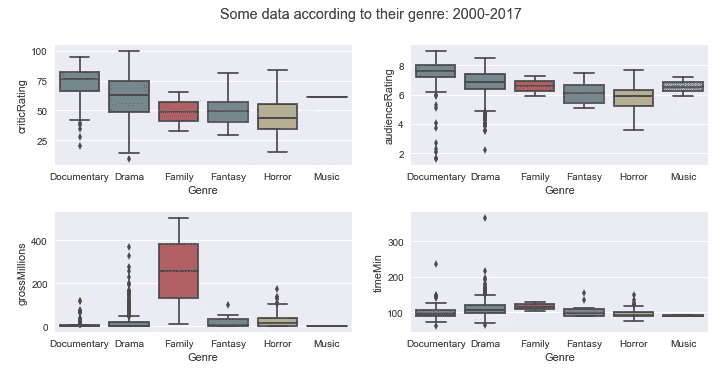 Some data according to their genre: 2000-2017
criticRating
100
75
50
25
Documentary Drama Family Fantasy Horror Music
Genre
audienceRating
8
6
4
2
Documentary Drama Family Fantasy Horror Music
Genre
grossMillions
400
200
0
Documentary Drama Family Fantasy Horror Music
Genre
timeMin
300
200
100
Documentary Drama Family Fantasy Horror Music
Genre